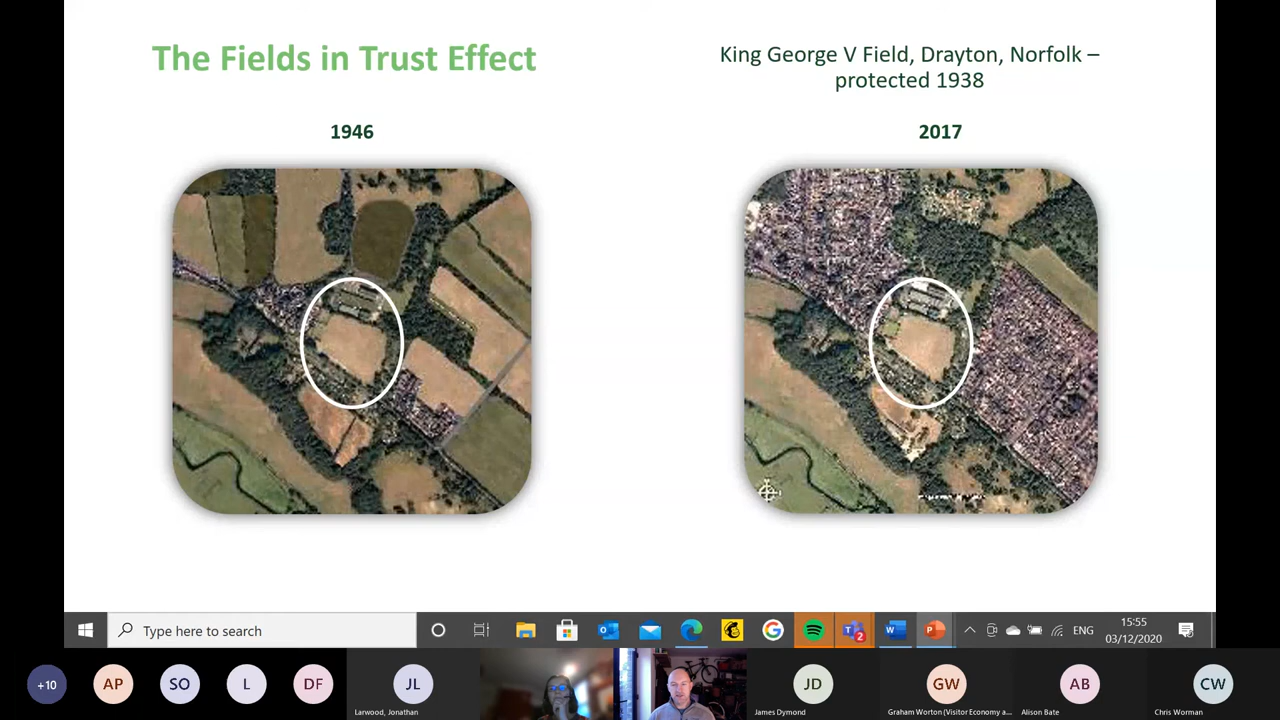 The Fields in Trust Effect
King George V Field, Drayton, Norfolk –
protected 1938
1946
2017
Type here to search
2
ENG
15:55
03/12/2020
+10
AP
SO
L
DF
JL
JD
GW
AB
CW
Larwood, Jonathan
James Dymond
Graham Worton (Visitor Economy a...
Alison Bate
Chris Worman